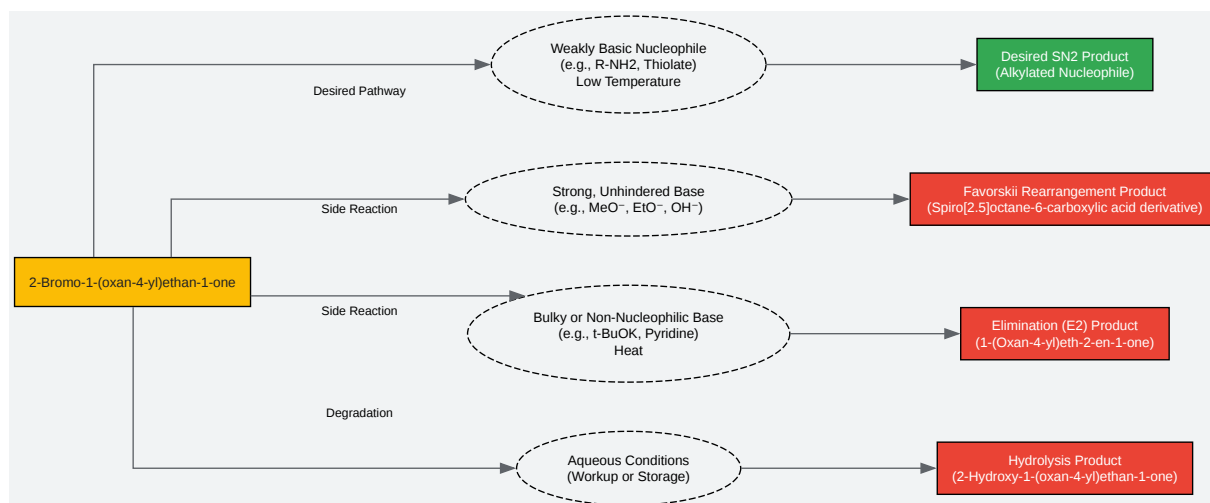 Weakly Basic Nucleophile
(e.g., R-NH2, Thiolate)
Low Temperature
Desired SN2 Product
(Alkylated Nucleophile)
Desired Pathway
Strong, Unhindered Base
(e.g., MeO⁻, EtO⁻, OH⁻)
Favorskii Rearrangement Product
(Spiro[2.5]octane-6-carboxylic acid derivative)
Side Reaction
2-Bromo-1-(oxan-4-yl)ethan-1-one
Side Reaction
Bulky or Non-Nucleophilic Base
(e.g., t-BuOK, Pyridine)
Heat
Elimination (E2) Product
(1-(Oxan-4-yl)eth-2-en-1-one)
Degradation
Aqueous Conditions
(Workup or Storage)
Hydrolysis Product
(2-Hydroxy-1-(oxan-4-yl)ethan-1-one)